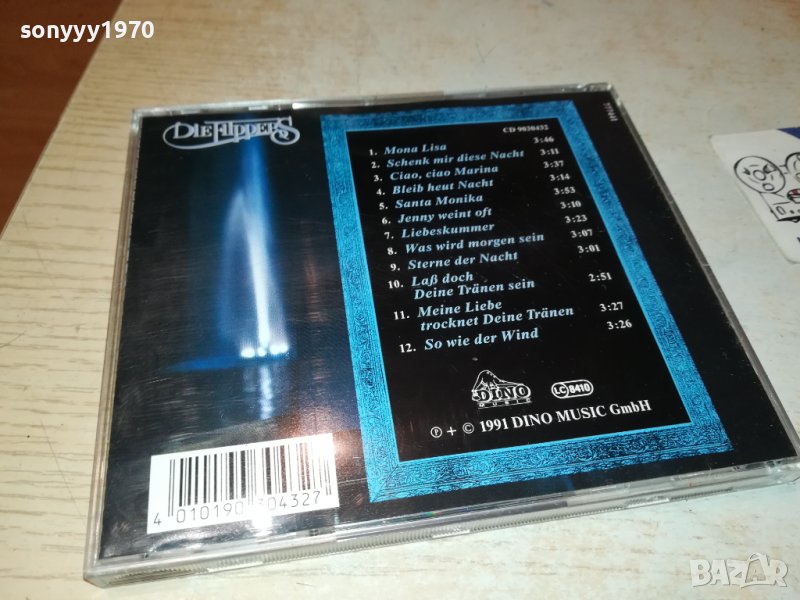 sonyyy1970
DIE FLIPPERS
CD 9030432
1. Mona Lisa 3:46
2. Schenk mir diese Nacht 3:11
3. Ciao, ciao Marina 3:37
4. Bleib heut Nacht 3:14
5. Santa Monika 3:53
6. Jenny weint oft 3:10
7. Liebeskummer 3:23
8. Was wird morgen sein 3:07
9. Sterne der Nacht 3:01
10. Laß doch
Deine Tränen sein 2:51
11. Meine Liebe
trocknet Deine Tränen 3:27
12. So wie der Wind 3:26
DINO
MUSIC
LC 8410
Ⓟ + © 1991 DINO MUSIC GmbH
4 010190 304327
BAZAR